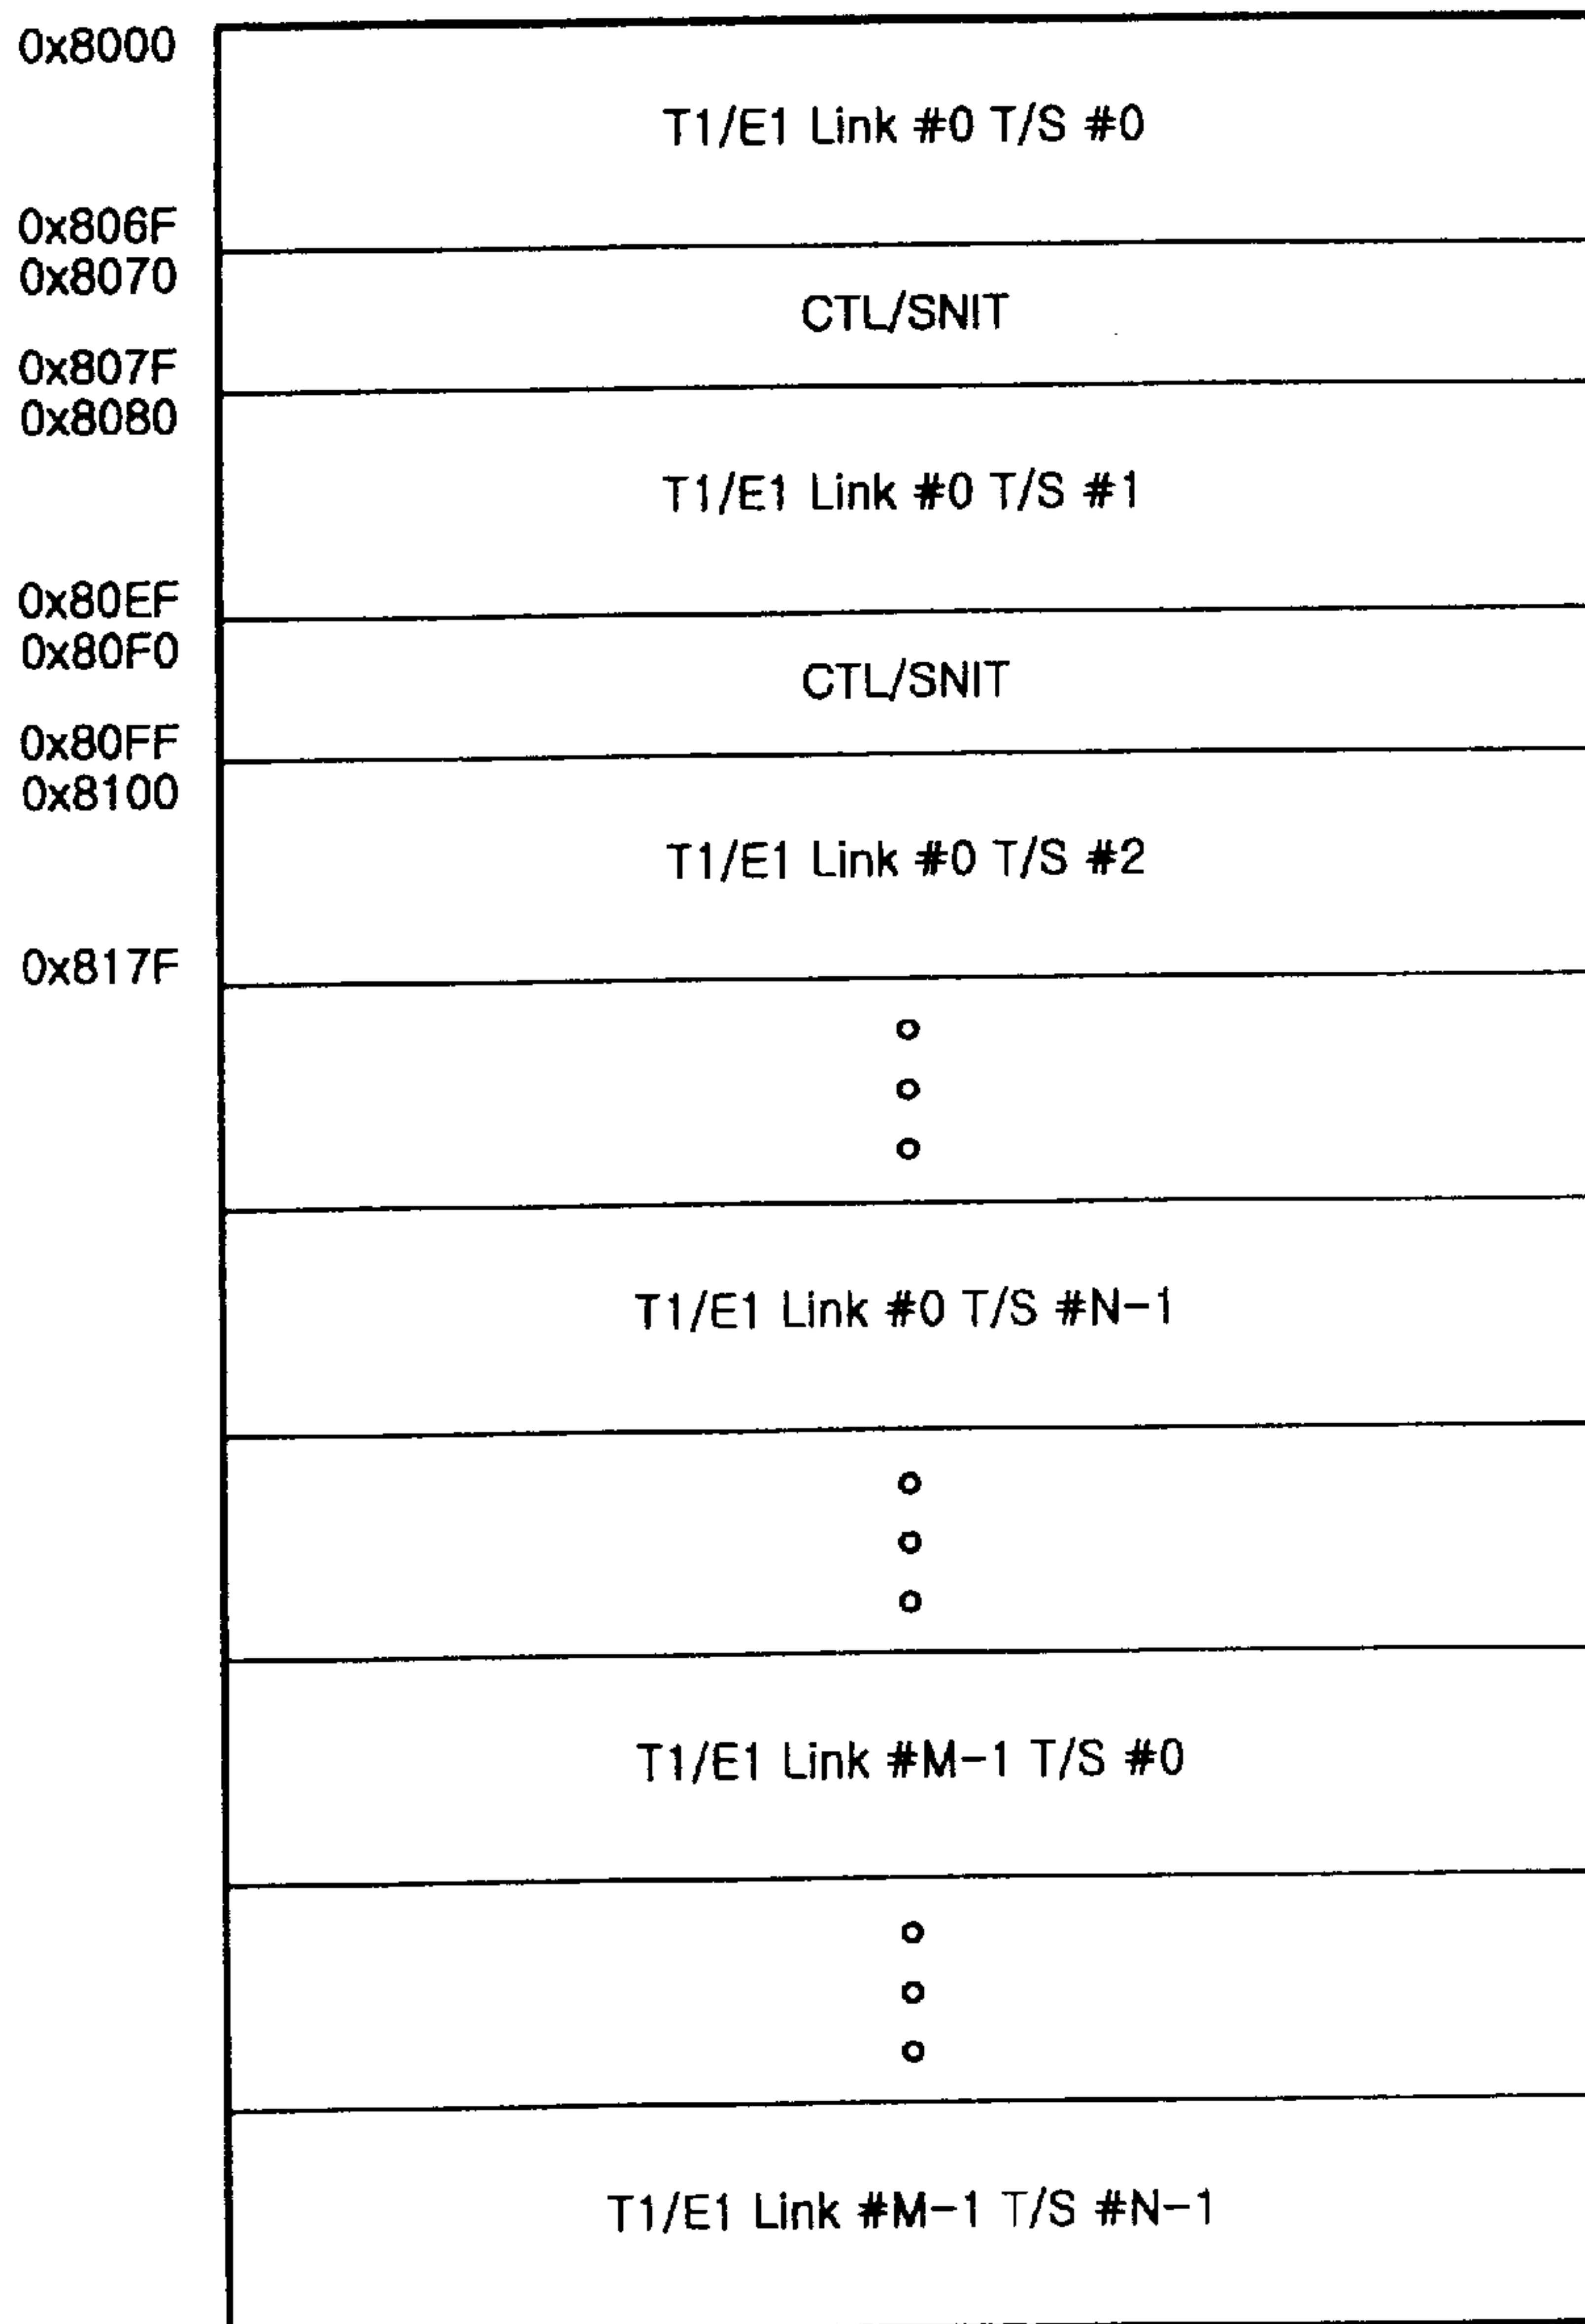 0x8000
T1/E1 Link #0 T/S #0
0x806F
0x8070
CTL/SNIT
0x807F
0x8080
T1/E1 Link #0 T/S #1
0x80EF
0x80F0
CTL/SNIT
0x80FF
0x8100
T1/E1 Link #0 T/S #2
0x817F
T1/E1 Link #0 T/S #N-1
T1/E1 Link #M-1 T/S #0
T1/E1 Link #M-1 T/S #N-1